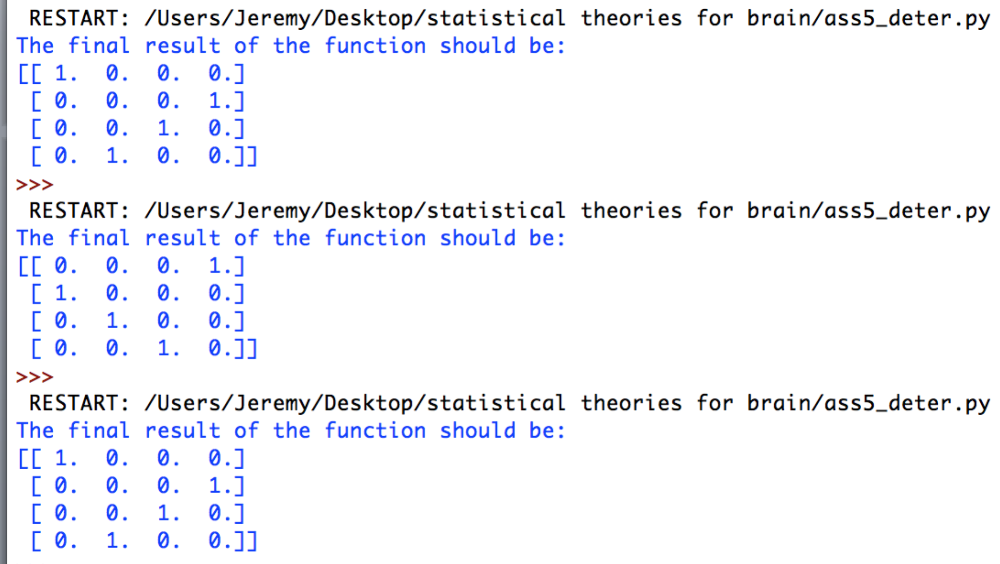 RESTART: /Users/Jeremy/Desktop/statistical theories for brain/ass5_deter.py
The final result of the function should be:
[[ 1.  0.  0.  0.]
 [ 0.  0.  0.  1.]
 [ 0.  0.  1.  0.]
 [ 0.  1.  0.  0.]]
>>>
 RESTART: /Users/Jeremy/Desktop/statistical theories for brain/ass5_deter.py
The final result of the function should be:
[[ 0.  0.  0.  1.]
 [ 1.  0.  0.  0.]
 [ 0.  1.  0.  0.]
 [ 0.  0.  1.  0.]]
>>>
 RESTART: /Users/Jeremy/Desktop/statistical theories for brain/ass5_deter.py
The final result of the function should be:
[[ 1.  0.  0.  0.]
 [ 0.  0.  0.  1.]
 [ 0.  0.  1.  0.]
 [ 0.  1.  0.  0.]]